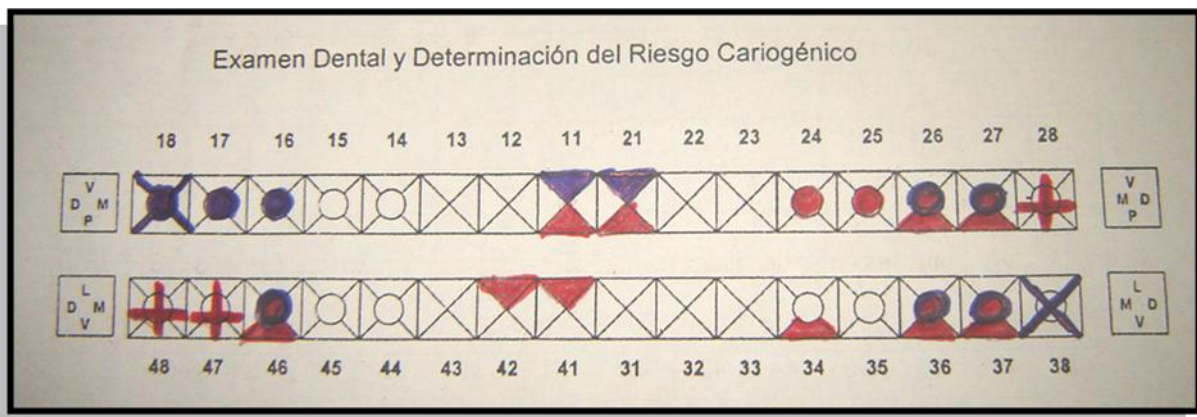 Examen Dental y Determinación del Riesgo Cariogénico
18 17 16 15 14 13 12 11 21 22 23 24 25 26 27 28
V
D M
P
V
M D
P
L
D M
V
L
M D
V
48 47 46 45 44 43 42 41 31 32 33 34 35 36 37 38